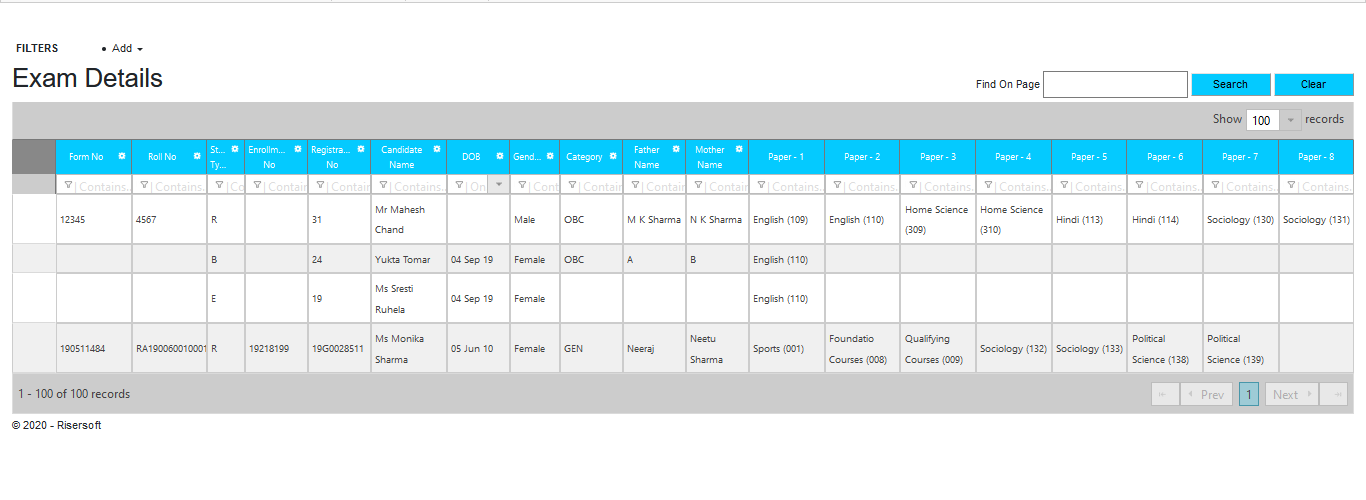 FILTERS • Add
Exam Details
Find On Page Search Clear
Show 100 records
Form No Roll No St... Ty... Enrollm... No Registra... No Candidate Name DOB Gend... Category Father Name Mother Name Paper - 1 Paper - 2 Paper - 3 Paper - 4 Paper - 5 Paper - 6 Paper - 7 Paper - 8
Contains.. Contains.. Co Contain Contain Contains.. On Cont Contains Contain Contain Contains.. Contains.. Contains.. Contains.. Contains.. Contains.. Contains.. Contains..
12345 4567 R 31 Mr Mahesh Chand Male OBC M K Sharma N K Sharma English (109) English (110) Home Science (309) Home Science (310) Hindi (113) Hindi (114) Sociology (130) Sociology (131)
B 24 Yukta Tomar 04 Sep 19 Female OBC A B English (110)
E 19 Ms Sresti Ruhela 04 Sep 19 Female English (110)
190511484 RA190060010001 R 19218199 19G0028511 Ms Monika Sharma 05 Jun 10 Female GEN Neeraj Neetu Sharma Sports (001) Foundatio Courses (008) Qualifying Courses (009) Sociology (132) Sociology (133) Political Science (138) Political Science (139)
1 - 100 of 100 records Prev 1 Next
© 2020 - Risersoft